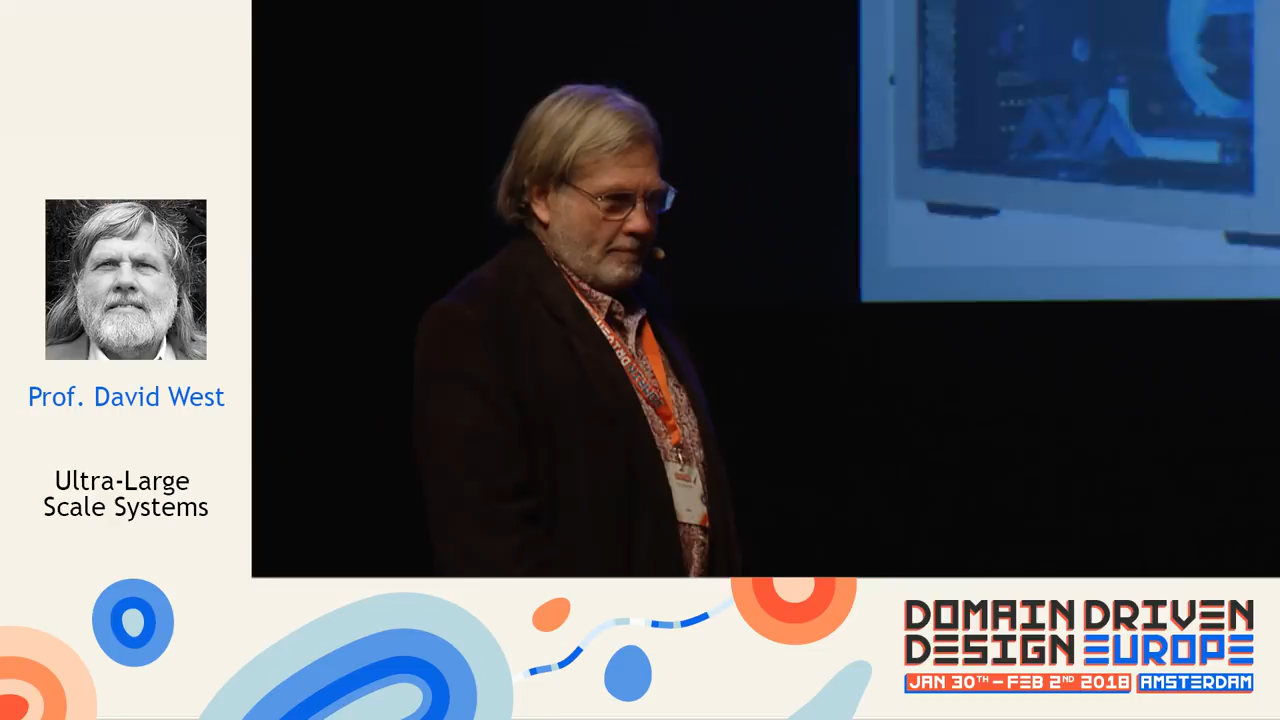 Prof. David West
Ultra-Large
Scale Systems
DOMAIN DRIVEN
DESIGN EUROPE
JAN 30TH - FEB 2ND 2018 AMSTERDAM